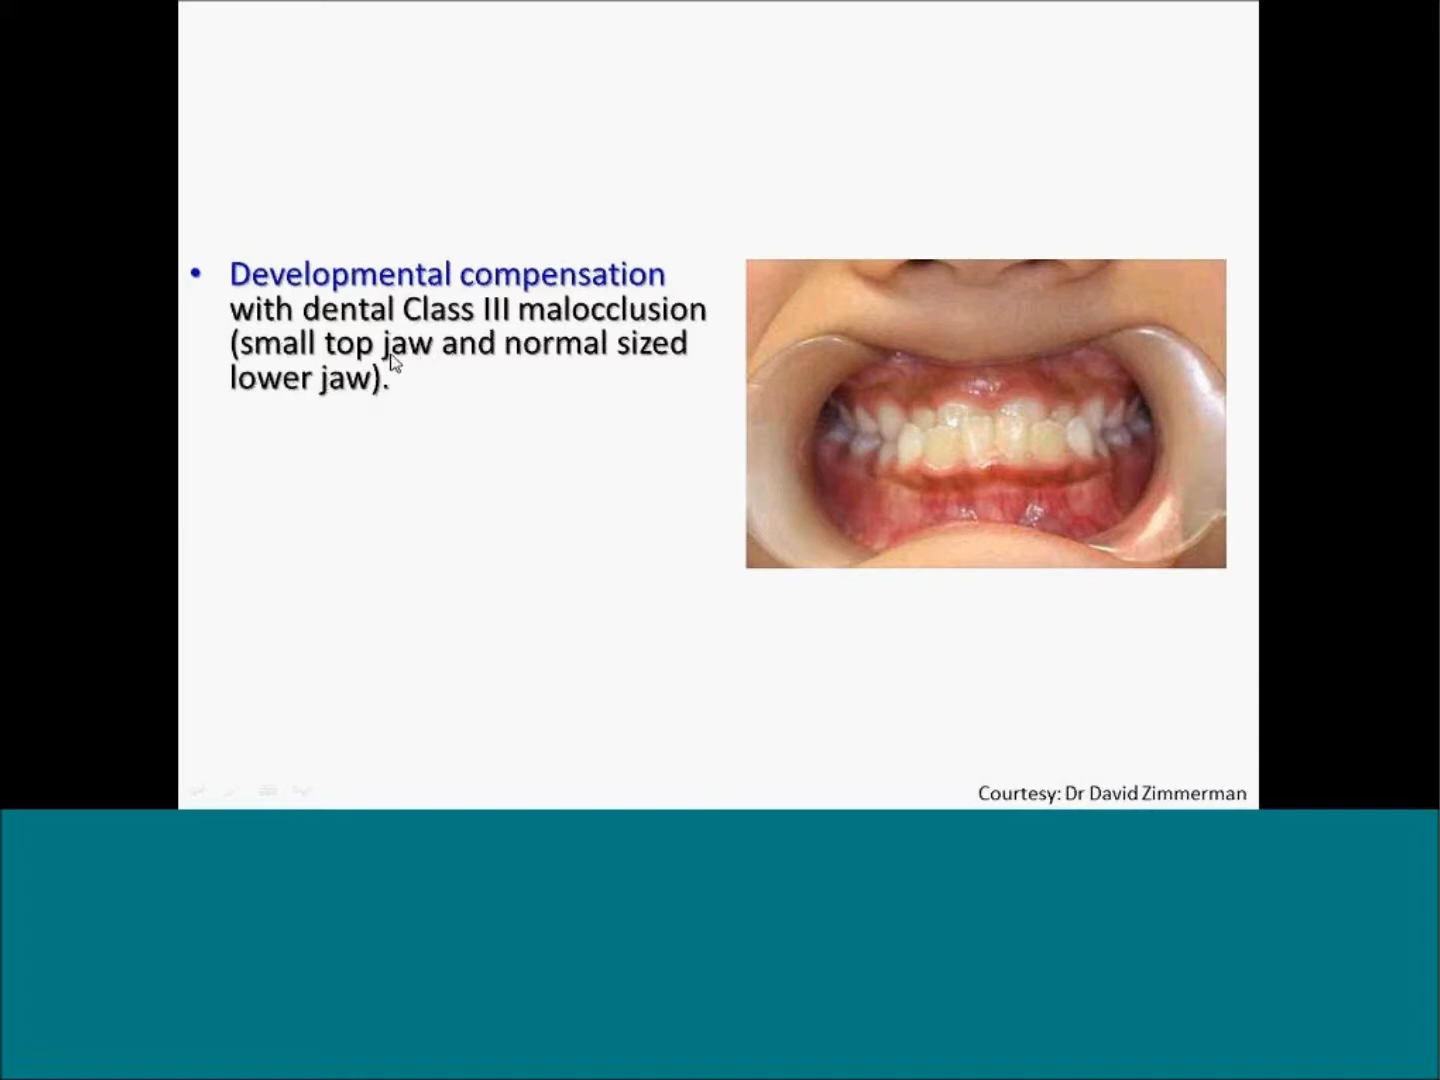 • Developmental compensation
with dental Class III malocclusion
(small top jaw and normal sized
lower jaw).
Courtesy: Dr David Zimmerman